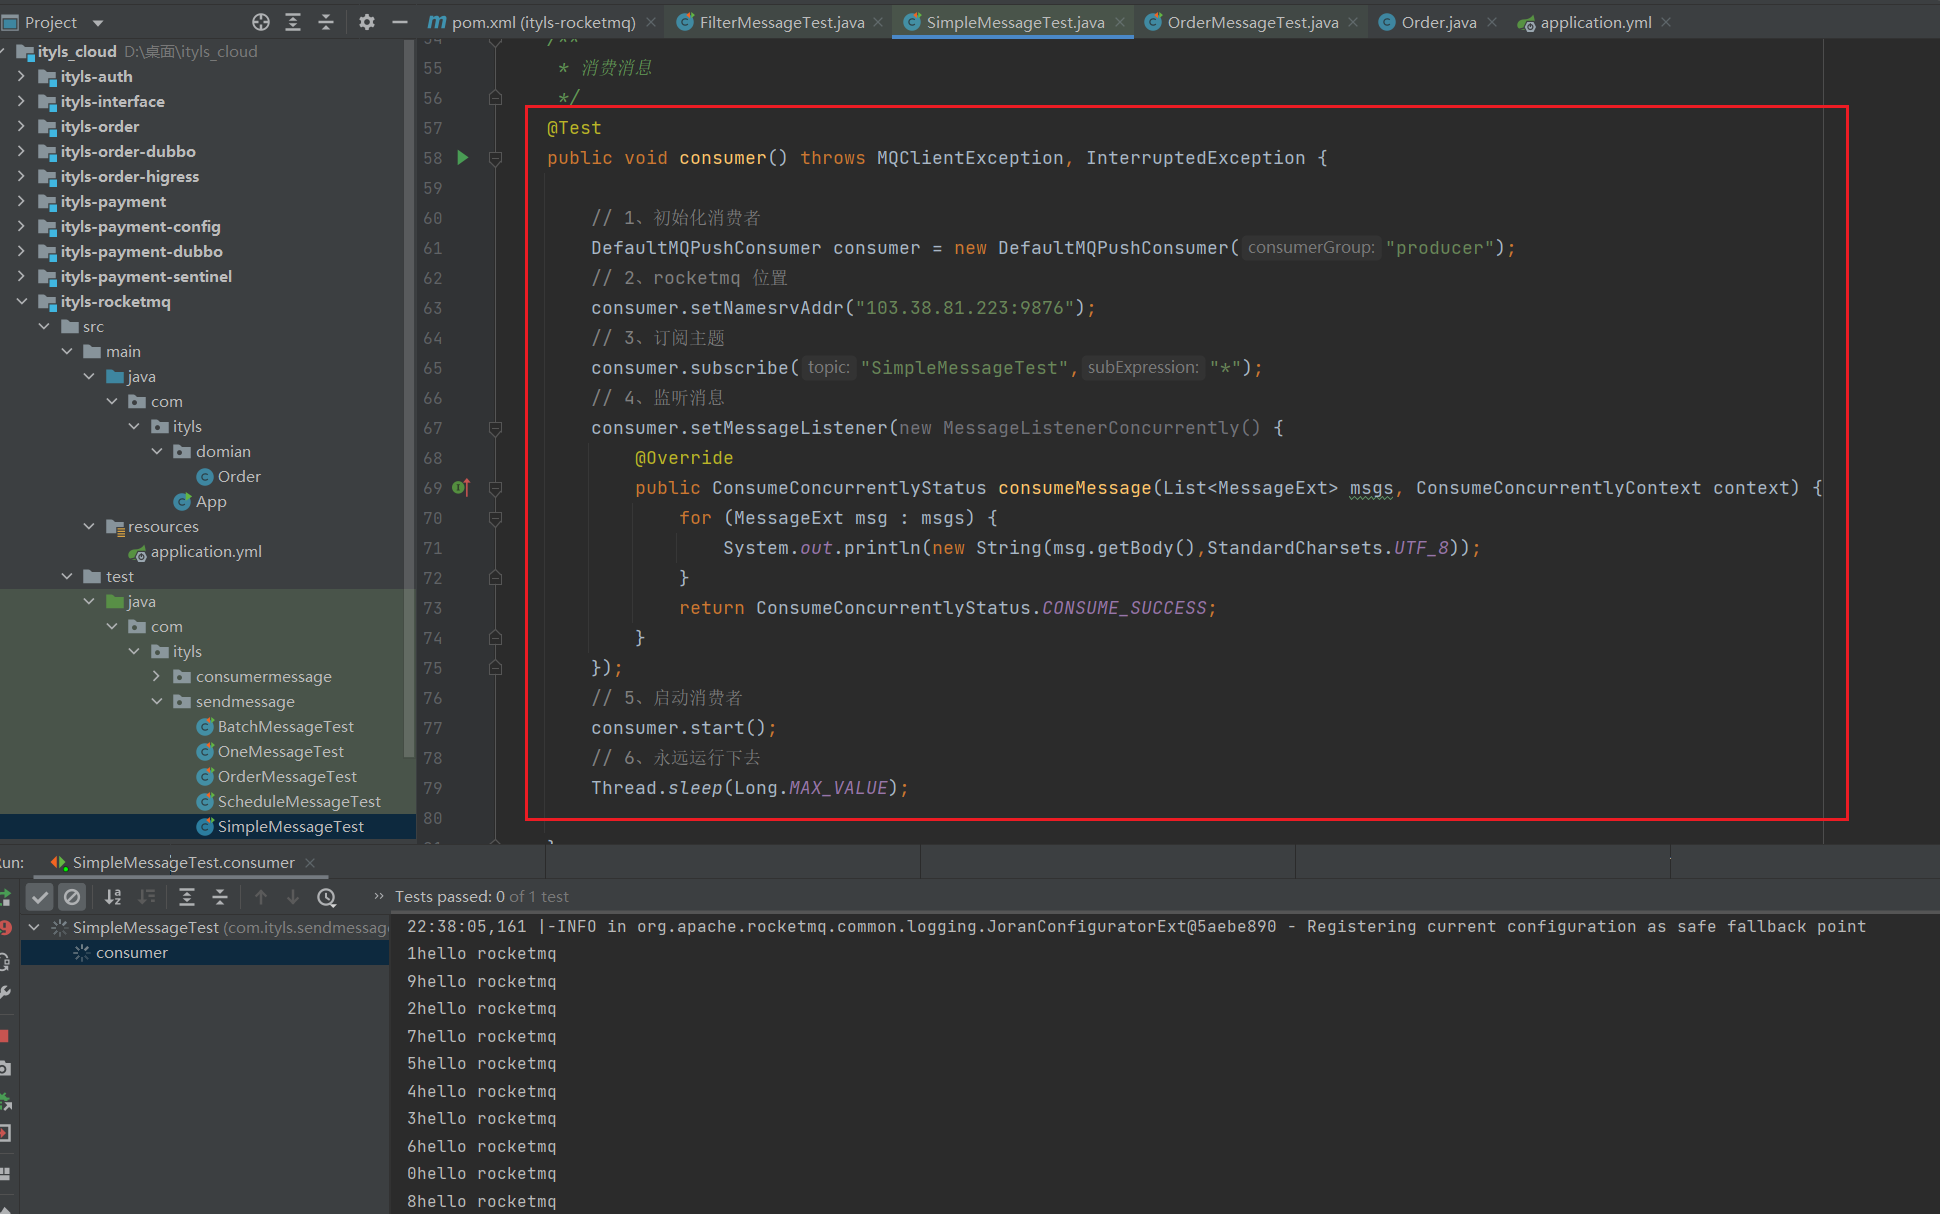 Project
pom.xml (ityls-rocketmq)
FilterMessageTest.java
SimpleMessageTest.java
OrderMessageTest.java
Order.java
application.yml
ityls_cloud D:\桌面\ityls_cloud
ityls-auth
ityls-interface
ityls-order
ityls-order-dubbo
ityls-order-higress
ityls-payment
ityls-payment-config
ityls-payment-dubbo
ityls-payment-sentinel
ityls-rocketmq
src
main
java
com
ityls
domian
Order
App
resources
application.yml
test
java
com
ityls
consumermessage
sendmessage
BatchMessageTest
OneMessageTest
OrderMessageTest
ScheduleMessageTest
SimpleMessageTest
54 /**
55 * 消费消息
56 */
57 @Test
58 public void consumer() throws MQClientException, InterruptedException {
59
60 // 1、初始化消费者
61 DefaultMQPushConsumer consumer = new DefaultMQPushConsumer( consumerGroup: "producer");
62 // 2、rocketmq 位置
63 consumer.setNamesrvAddr("103.38.81.223:9876");
64 // 3、订阅主题
65 consumer.subscribe( topic: "SimpleMessageTest", subExpression: "*");
66 // 4、监听消息
67 consumer.setMessageListener(new MessageListenerConcurrently() {
68 @Override
69 public ConsumeConcurrentlyStatus consumeMessage(List<MessageExt> msgs, ConsumeConcurrentlyContext context) {
70 for (MessageExt msg : msgs) {
71 System.out.println(new String(msg.getBody(),StandardCharsets.UTF_8));
72 }
73 return ConsumeConcurrentlyStatus.CONSUME_SUCCESS;
74 }
75 });
76 // 5、启动消费者
77 consumer.start();
78 // 6、永远运行下去
79 Thread.sleep(Long.MAX_VALUE);
80
un: SimpleMessageTest.consumer
Tests passed: 0 of 1 test
SimpleMessageTest (com.ityls.sendmessage
consumer
22:38:05,161 |-INFO in org.apache.rocketmq.common.logging.JoranConfiguratorExt@5aebe890 - Registering current configuration as safe fallback point
1hello rocketmq
9hello rocketmq
2hello rocketmq
7hello rocketmq
5hello rocketmq
4hello rocketmq
3hello rocketmq
6hello rocketmq
0hello rocketmq
8hello rocketmq